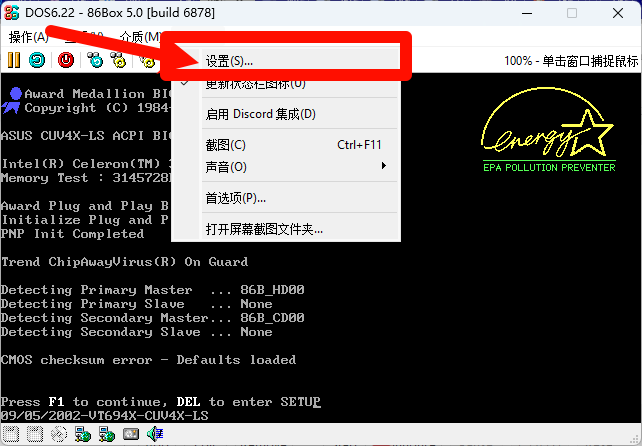 DOS6.22 - 86Box 5.0 [build 6878]
操作(A)
介质(M)
100% - 单击窗口捕捉鼠标
设置(S)...
更新状态栏图标(U)
启用 Discord 集成(D)
截图(C) Ctrl+F11
声音(O)
首选项(P)...
打开屏幕截图文件夹...
Award Medallion BIO
Copyright (C) 1984-
energy
EPA POLLUTION PREVENTER
ASUS CUV4X-LS ACPI BIO
Intel(R) Celeron(TM)
Memory Test : 3145728
Award Plug and Play B
Initialize Plug and P
PNP Init Completed
Trend ChipAwayVirus(R) On Guard
Detecting Primary Master ... 86B_HD00
Detecting Primary Slave ... None
Detecting Secondary Master... 86B_CD00
Detecting Secondary Slave ... None
CMOS checksum error - Defaults loaded
Press F1 to continue, DEL to enter SETUP
09/05/2002-VT694X-CUV4X-LS